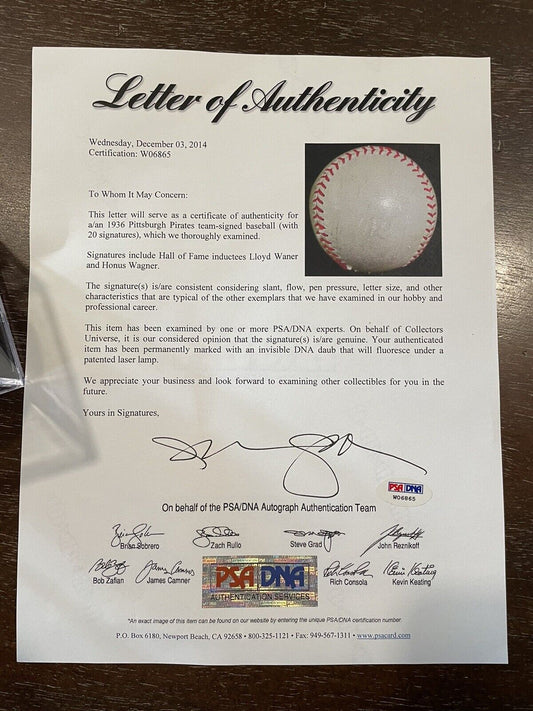 Letter of Authenticity
Wednesday, December 03, 2014
Certification: W06865
To Whom It May Concern:
This letter will serve as a certificate of authenticity for
a/an 1936 Pittsburgh Pirates team-signed baseball (with
20 signatures), which we thoroughly examined.
Signatures include Hall of Fame inductees Lloyd Waner
and Honus Wagner.
The signature(s) is/are consistent considering slant, flow, pen pressure, letter size, and other
characteristics that are typical of the other exemplars that we have examined in our hobby and
professional career.
This item has been examined by one or more PSA/DNA experts. On behalf of Collectors
Universe, it is our considered opinion that the signature(s) is/are genuine. Your authenticated
item has been permanently marked with an invisible DNA daub that will fluoresce under a
patented laser lamp.
We appreciate your business and look forward to examining other collectibles for you in the
future.
Yours in Signatures,
PSA DNA
W06865
On behalf of the PSA/DNA Autograph Authentication Team
Brian Sobrero Zach Rullo Steve Grad John Reznikoff
Bob Zafian James Camner Rich Consola Kevin Keating
PSA DNA
AUTHENTICATION SERVICES
*An exact image of this item can be found on our website by entering the unique PSA/DNA certification number.
P.O. Box 6180, Newport Beach, CA 92658 • 800-325-1121 • Fax: 949-567-1311 • www.psacard.com